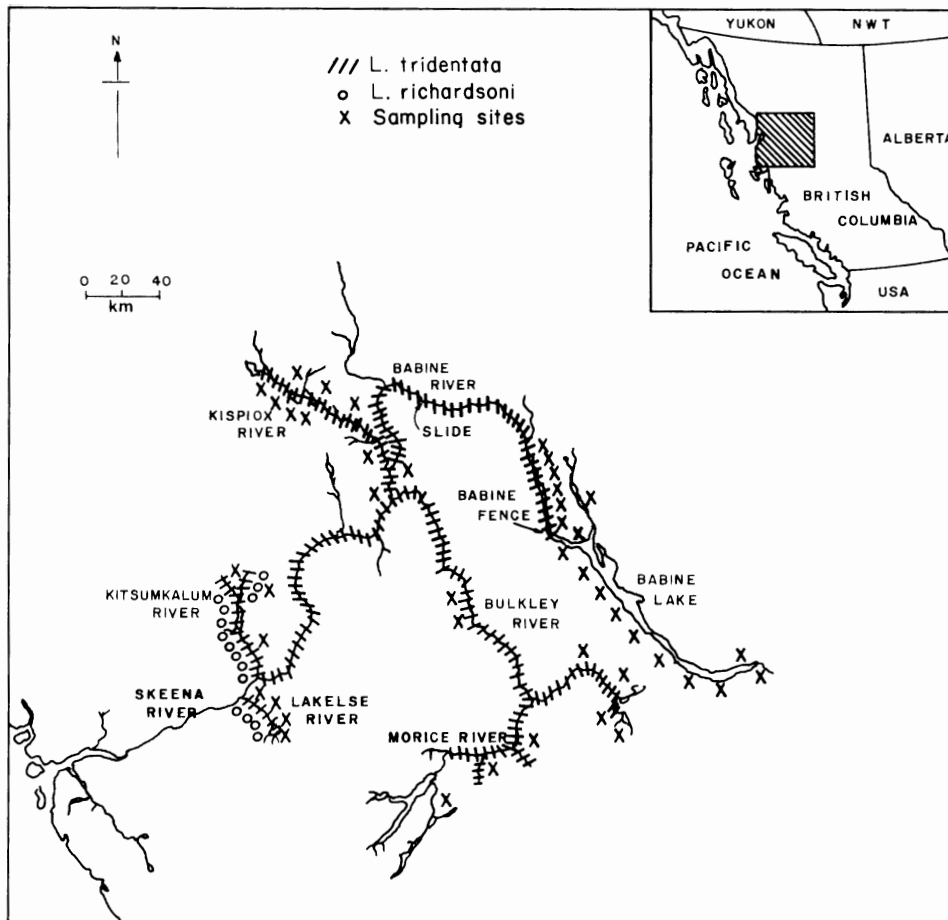 N
/// L. tridentata
o L. richardsoni
X Sampling sites
0 20 40
km
YUKON
NWT
ALBERTA
BRITISH
COLUMBIA
PACIFIC
OCEAN
USA
BABINE
RIVER
KISPIOX
RIVER
SLIDE
BABINE
FENCE
KITSUMKALUM
RIVER
BULKLEY
RIVER
BABINE
LAKE
SKEENA
RIVER
LAKELSE
RIVER
MORICE RIVER